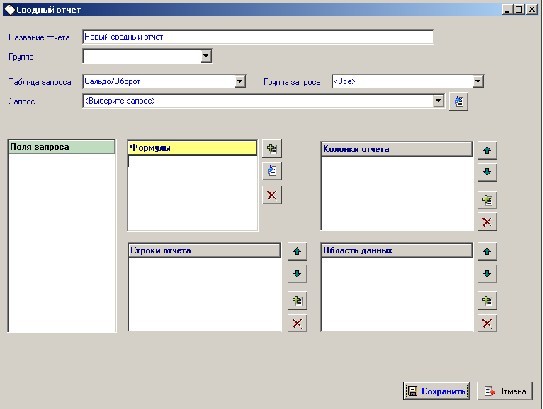 Сводный отчет
Название отчета Новый сводный отчет
Группа
Таблица запроса Сальдо/Оборот Группа запроса <Все>
Запрос <Выберите запрос>
Поля запроса Формулы Колонки отчета
Строки отчета Область данных
Сохранить Отмена